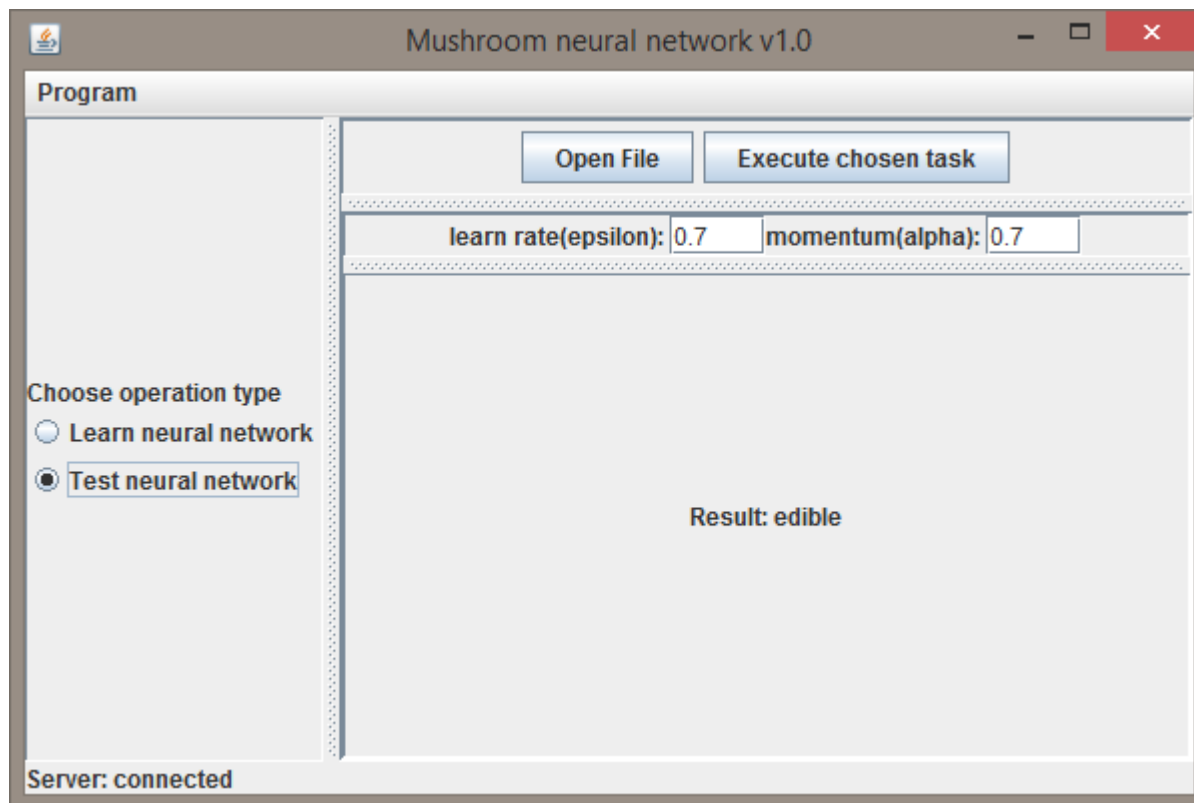 Mushroom neural network v1.0
Program
Open File Execute chosen task
learn rate(epsilon): 0.7 momentum(alpha): 0.7
Choose operation type
Learn neural network
Test neural network
Result: edible
Server: connected